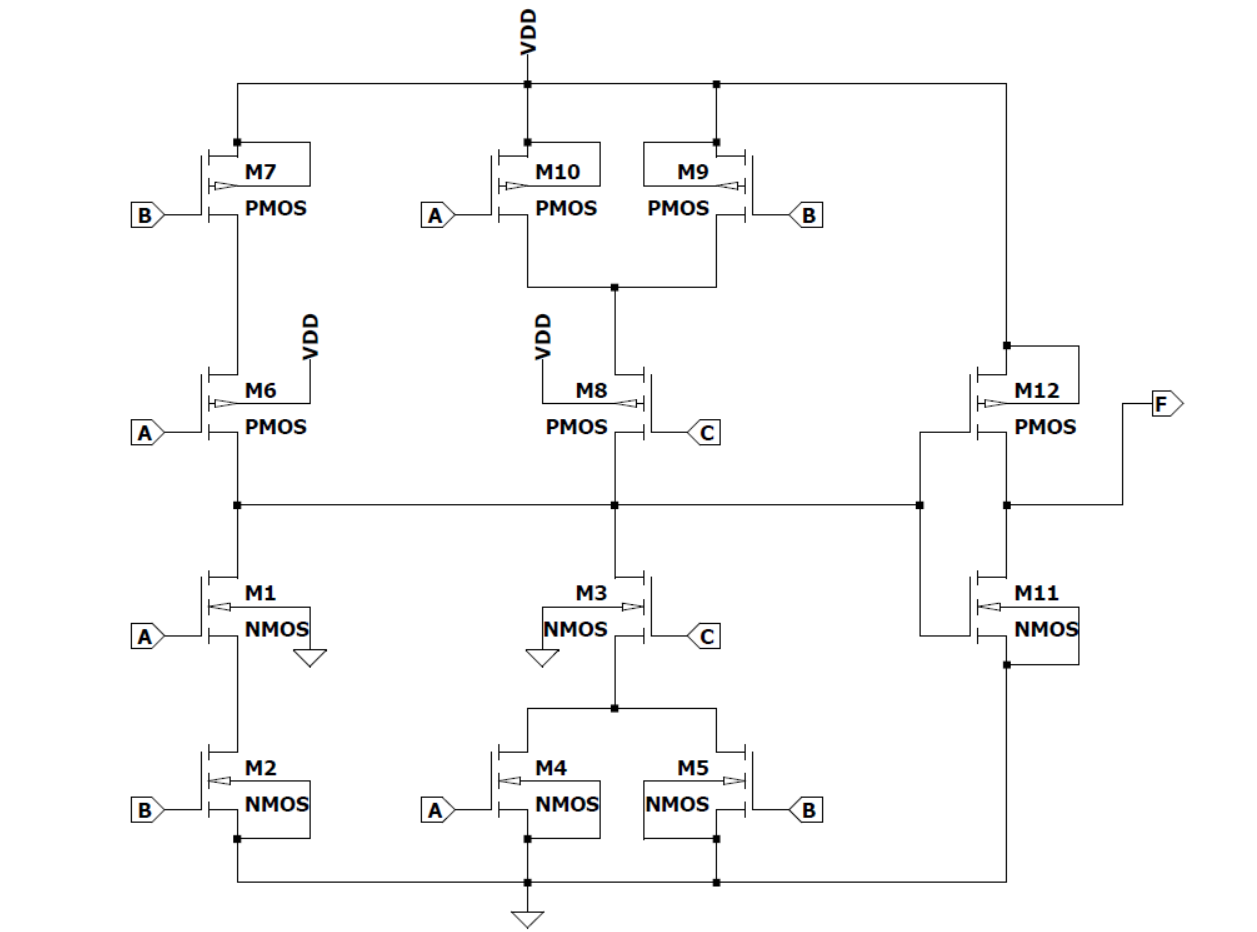 VDD
M7
M10
M9
PMOS
PMOS
PMOS
B
A
B
VDD
VDD
M6
M8
M12
F
PMOS
PMOS
PMOS
A
C
M1
M3
M11
NMOS
NMOS
NMOS
A
C
M2
M4
M5
NMOS
NMOS
NMOS
B
A
B